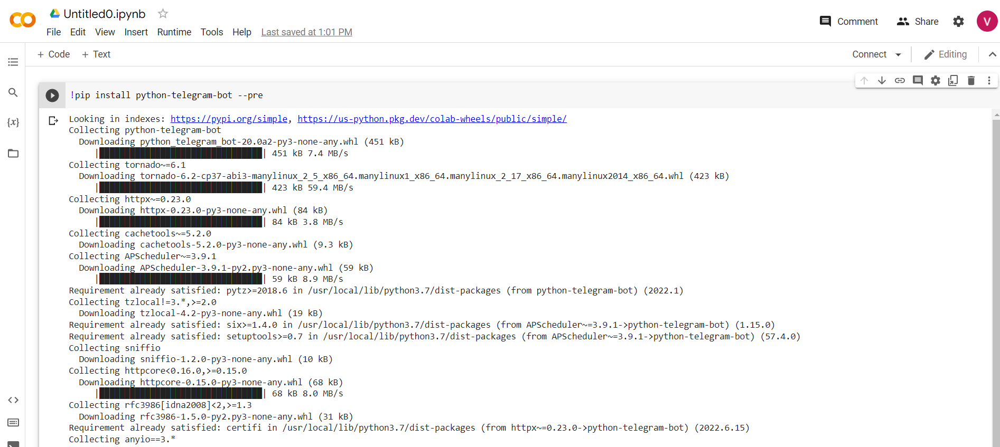 Untitled0.ipynb
File Edit View Insert Runtime Tools Help Last saved at 1:01 PM
Comment Share V
+ Code + Text
Connect Editing
{x}
!pip install python-telegram-bot --pre
Looking in indexes: https://pypi.org/simple, https://us-python.pkg.dev/colab-wheels/public/simple/
Collecting python-telegram-bot
Downloading python_telegram_bot-20.0a2-py3-none-any.whl (451 kB)
451 kB 7.4 MB/s
Collecting tornado~=6.1
Downloading tornado-6.2-cp37-abi3-manylinux_2_5_x86_64.manylinux1_x86_64.manylinux_2_17_x86_64.manylinux2014_x86_64.whl (423 kB)
423 kB 59.4 MB/s
Collecting httpx~=0.23.0
Downloading httpx-0.23.0-py3-none-any.whl (84 kB)
84 kB 3.8 MB/s
Collecting cachetools~=5.2.0
Downloading cachetools-5.2.0-py3-none-any.whl (9.3 kB)
Collecting APScheduler~=3.9.1
Downloading APScheduler-3.9.1-py2.py3-none-any.whl (59 kB)
59 kB 8.9 MB/s
Requirement already satisfied: pytz>=2018.6 in /usr/local/lib/python3.7/dist-packages (from python-telegram-bot) (2022.1)
Collecting tzlocal!=3.*,>=2.0
Downloading tzlocal-4.2-py3-none-any.whl (19 kB)
Requirement already satisfied: six>=1.4.0 in /usr/local/lib/python3.7/dist-packages (from APScheduler~=3.9.1->python-telegram-bot) (1.15.0)
Requirement already satisfied: setuptools>=0.7 in /usr/local/lib/python3.7/dist-packages (from APScheduler~=3.9.1->python-telegram-bot) (57.4.0)
Collecting sniffio
Downloading sniffio-1.2.0-py3-none-any.whl (10 kB)
Collecting httpcore<0.16.0,>=0.15.0
Downloading httpcore-0.15.0-py3-none-any.whl (68 kB)
68 kB 8.0 MB/s
Collecting rfc3986[idna2008]<2,>=1.3
Downloading rfc3986-1.5.0-py2.py3-none-any.whl (31 kB)
Requirement already satisfied: certifi in /usr/local/lib/python3.7/dist-packages (from httpx~=0.23.0->python-telegram-bot) (2022.6.15)
Collecting anyio==3.*